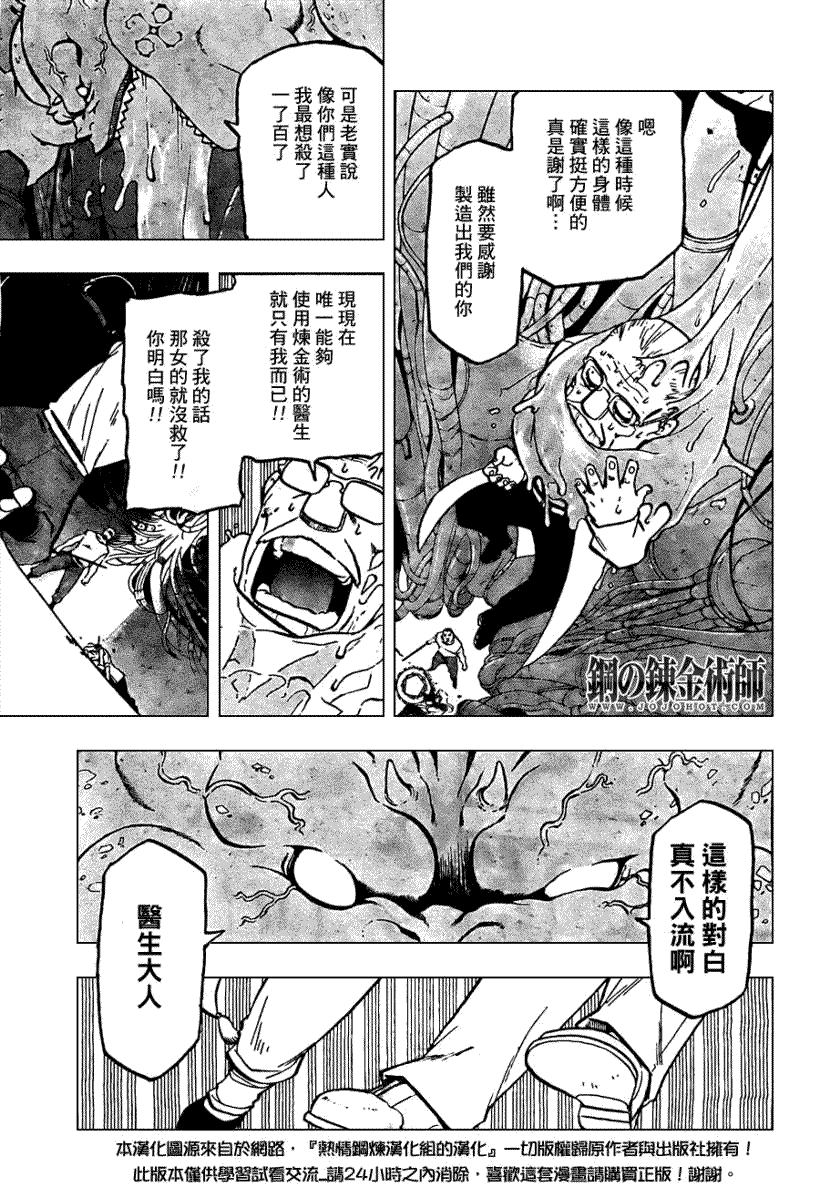 嗯
像這種時候
這樣的身體
確實挺方便的
真是謝了啊…
雖然要感謝
製造出我們的你
可是老實說
像你們這種人
我最想殺了
一了百了
現現在
唯一能夠
使用煉金術的醫生
就只有我而已!!
殺了我的話
那女的就沒救了!!
你明白嗎!!
鋼の錬金術師
WWW.JOJOHOT.COM
這樣的對白
真不入流啊
醫生大人
本漢化圖源來自於網路，『熱情鋼煉漢化組的漢化』一切版權歸原作者與出版社擁有！
此版本僅供學習試看交流…請24小時之內消除，喜歡這套漫畫請購買正版！謝謝。